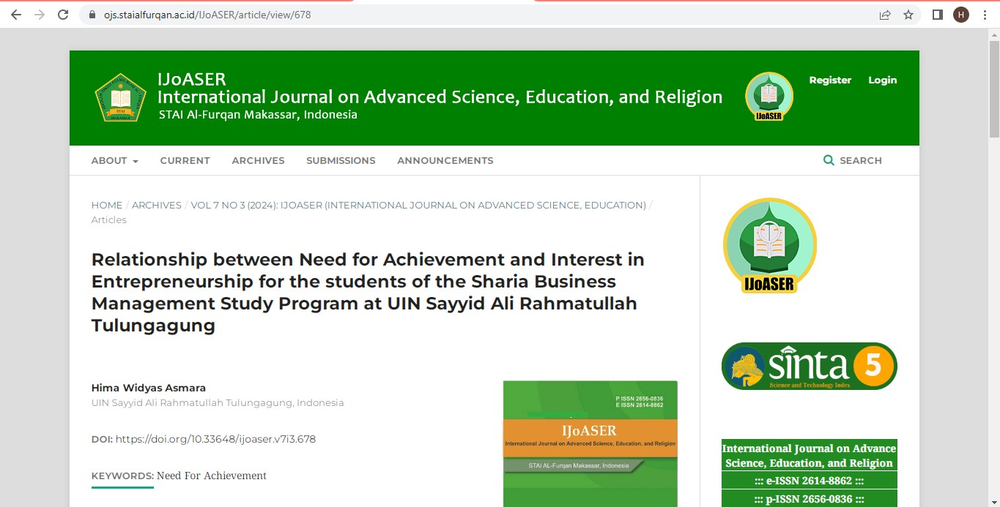 ojs.staialfurqan.ac.id/IJoASER/article/view/678
H
IJoASER
International Journal on Advanced Science, Education, and Religion
STAI Al-Furqan Makassar, Indonesia
STAI
MAKASSAR
IJoASER
Register
Login
ABOUT
CURRENT
ARCHIVES
SUBMISSIONS
ANNOUNCEMENTS
SEARCH
HOME / ARCHIVES / VOL 7 NO 3 (2024): IJOASER (INTERNATIONAL JOURNAL ON ADVANCED SCIENCE, EDUCATION) /
Articles
Relationship between Need for Achievement and Interest in
Entrepreneurship for the students of the Sharia Business
Management Study Program at UIN Sayyid Ali Rahmatullah
Tulungagung
Hima Widyas Asmara
UIN Sayyid Ali Rahmatullah Tulungagung, Indonesia
DOI: https://doi.org/10.33648/ijoaser.v7i3.678
KEYWORDS: Need For Achievement
P ISSN 2656-0836
E ISSN 2614-8862
IJoASER
International Journal on Advanced Science, Education, and Religion
STAI AL-Furqan Makassar, Indonesia
IJoASER
sinta 5
Science and Technology Index
International Journal on Advance
Science, Education, and Religion
::: e-ISSN 2614-8862 :::
::: p-ISSN 2656-0836 :::